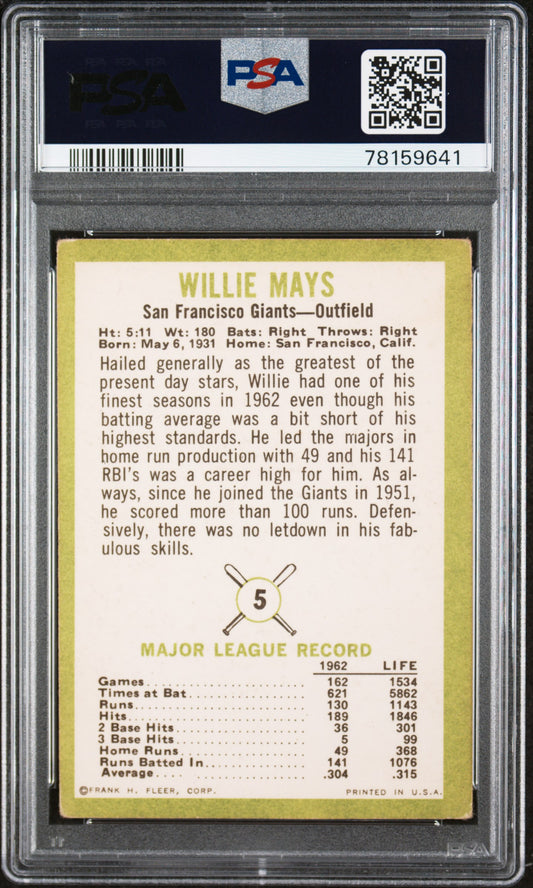 PSA
PSA
78159641
WILLIE MAYS
San Francisco Giants—Outfield
Ht: 5:11 Wt: 180 Bats: Right Throws: Right
Born: May 6, 1931 Home: San Francisco, Calif.
Hailed generally as the greatest of the
present day stars, Willie had one of his
finest seasons in 1962 even though his
batting average was a bit short of his
highest standards. He led the majors in
home run production with 49 and his 141
RBI's was a career high for him. As al-
ways, since he joined the Giants in 1951,
he scored more than 100 runs. Defen-
sively, there was no letdown in his fab-
ulous skills.
5
MAJOR LEAGUE RECORD
1962 LIFE
Games 162 1534
Times at Bat 621 5862
Runs 130 1143
Hits 189 1846
2 Base Hits 36 301
3 Base Hits 5 99
Home Runs 49 368
Runs Batted In 141 1076
Average .304 .315
©FRANK H. FLEER, CORP. PRINTED IN U.S.A.
PSA